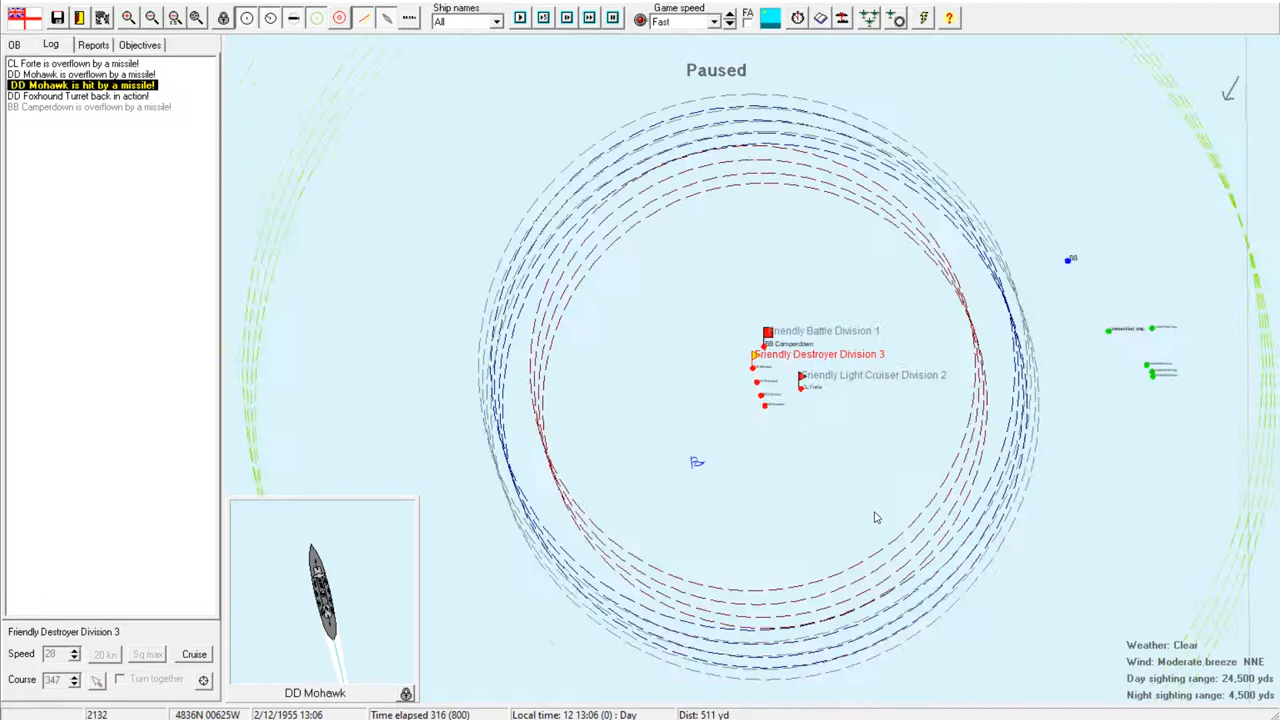 Ship names
All
Game speed
Fast
FA
OB
Log
Reports
Objectives
CL Forte is overflown by a missile!
DD Mohawk is overflown by a missile!
DD Mohawk is hit by a missile!
DD Foxhound Turret back in action!
BB Camperdown is overflown by a missile!
Paused
BB
Friendly Battle Division 1
BB Camperdown
Friendly Destroyer Division 3
Friendly Light Cruiser Division 2
CL Forte
Friendly Destroyer Division 3
Speed 28 20 kn Sq max Cruise
Course 347 Turn together
DD Mohawk
Weather: Clear
Wind: Moderate breeze NNE
Day sighting range: 24,500 yds
Night sighting range: 4,500 yds
2132
4836N 00625W
2/12/1955 13:06
Time elapsed 316 (800)
Local time: 12 13:06 (0) : Day
Dist: 511 yd